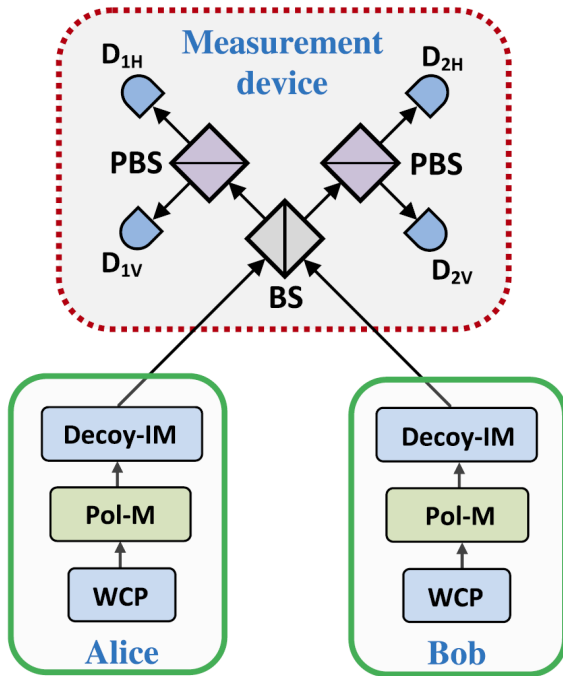 Measurement
device
D1H
D2H
PBS
PBS
D1V
D2V
BS
Decoy-IM
Pol-M
WCP
Alice
Decoy-IM
Pol-M
WCP
Bob